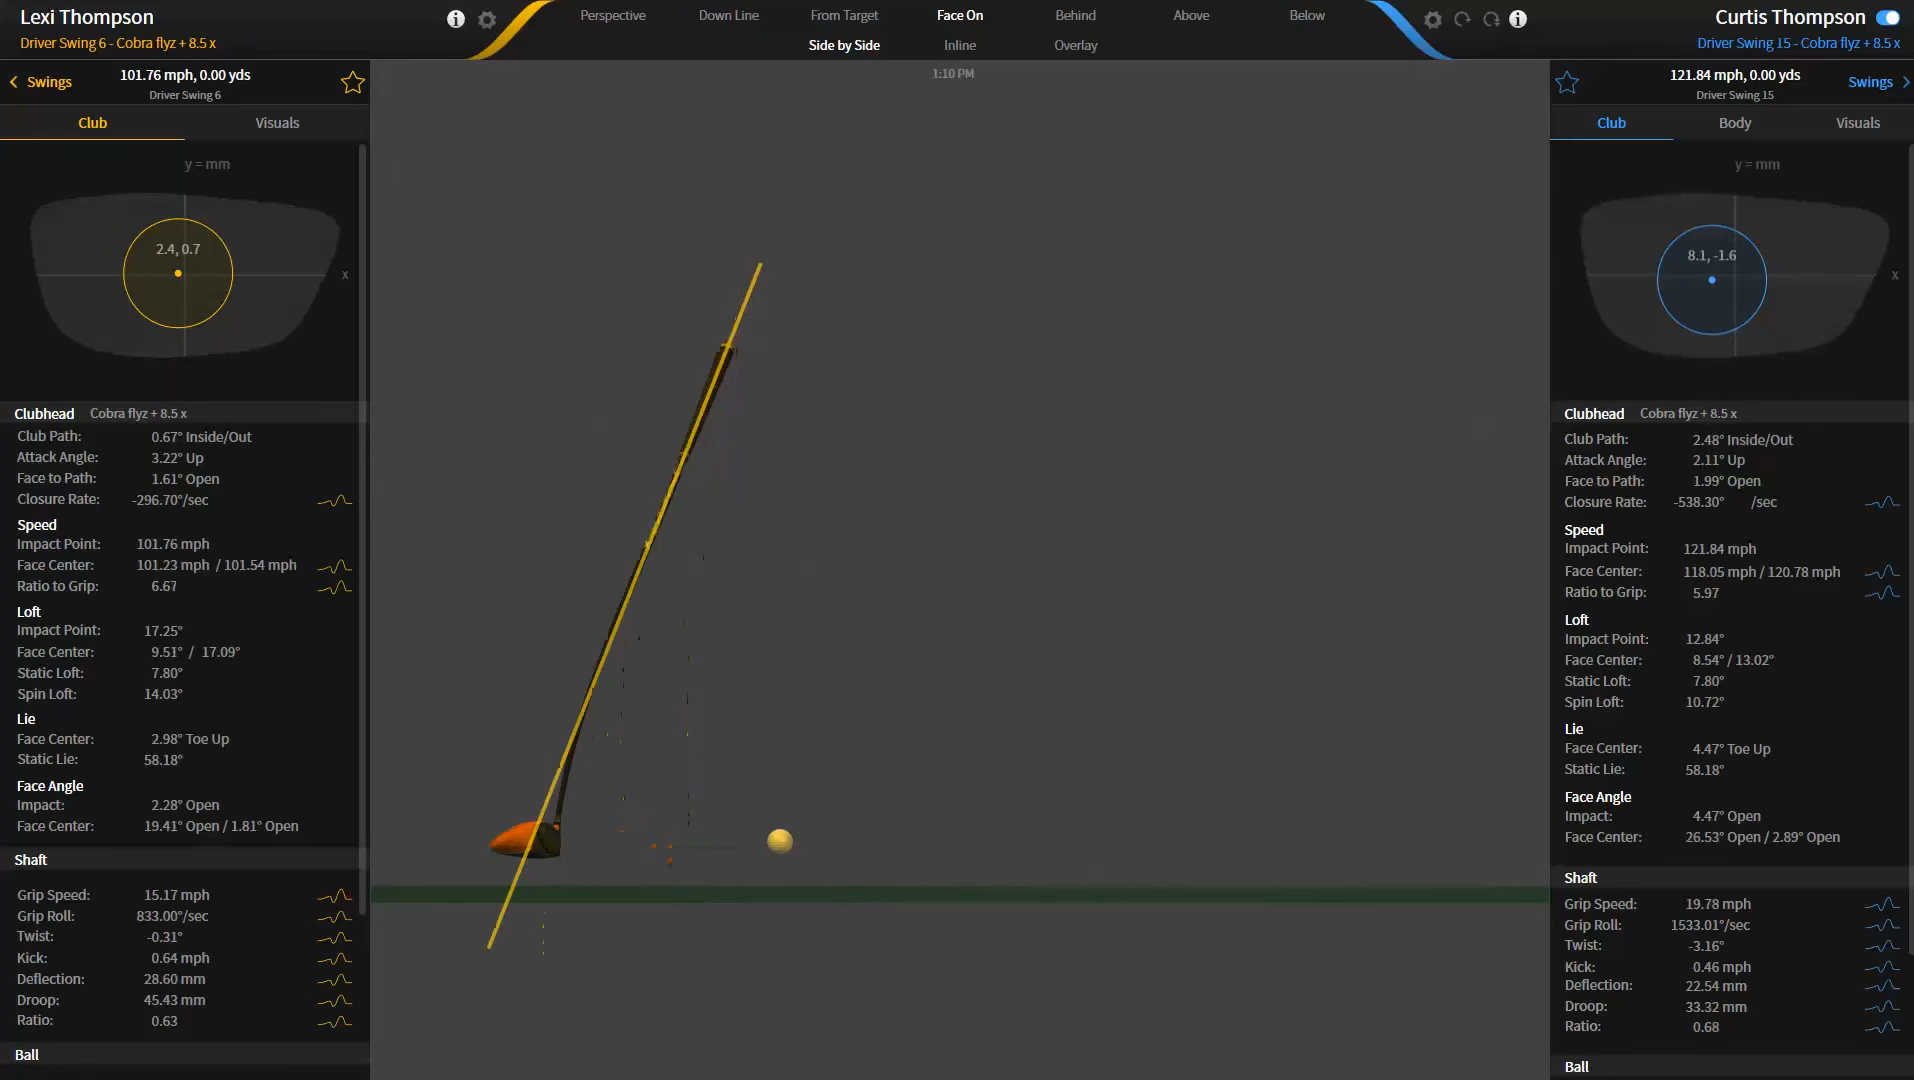 Lexi Thompson
Driver Swing 6 - Cobra flyz + 8.5 x
Perspective Down Line From Target Face On Behind Above Below
Side by Side Inline Overlay
Curtis Thompson
Driver Swing 15 - Cobra flyz + 8.5 x
Swings
101.76 mph, 0.00 yds
Driver Swing 6
Club Visuals
y = mm
2.4, 0.7
x
Clubhead Cobra flyz + 8.5 x
Club Path: 0.67° Inside/Out
Attack Angle: 3.22° Up
Face to Path: 1.61° Open
Closure Rate: -296.70°/sec
Speed
Impact Point: 101.76 mph
Face Center: 101.23 mph / 101.54 mph
Ratio to Grip: 6.67
Loft
Impact Point: 17.25°
Face Center: 9.51° / 17.09°
Static Loft: 7.80°
Spin Loft: 14.03°
Lie
Face Center: 2.98° Toe Up
Static Lie: 58.18°
Face Angle
Impact: 2.28° Open
Face Center: 19.41° Open / 1.81° Open
Shaft
Grip Speed: 15.17 mph
Grip Roll: 833.00°/sec
Twist: -0.31°
Kick: 0.64 mph
Deflection: 28.60 mm
Droop: 45.43 mm
Ratio: 0.63
Ball
1:10 PM
121.84 mph, 0.00 yds
Driver Swing 15
Swings
Club Body Visuals
y = mm
8.1, -1.6
x
Clubhead Cobra flyz + 8.5 x
Club Path: 2.48° Inside/Out
Attack Angle: 2.11° Up
Face to Path: 1.99° Open
Closure Rate: -538.30° /sec
Speed
Impact Point: 121.84 mph
Face Center: 118.05 mph / 120.78 mph
Ratio to Grip: 5.97
Loft
Impact Point: 12.84°
Face Center: 8.54° / 13.02°
Static Loft: 7.80°
Spin Loft: 10.72°
Lie
Face Center: 4.47° Toe Up
Static Lie: 58.18°
Face Angle
Impact: 4.47° Open
Face Center: 26.53° Open / 2.89° Open
Shaft
Grip Speed: 19.78 mph
Grip Roll: 1533.01°/sec
Twist: -3.16°
Kick: 0.46 mph
Deflection: 22.54 mm
Droop: 33.32 mm
Ratio: 0.68
Ball